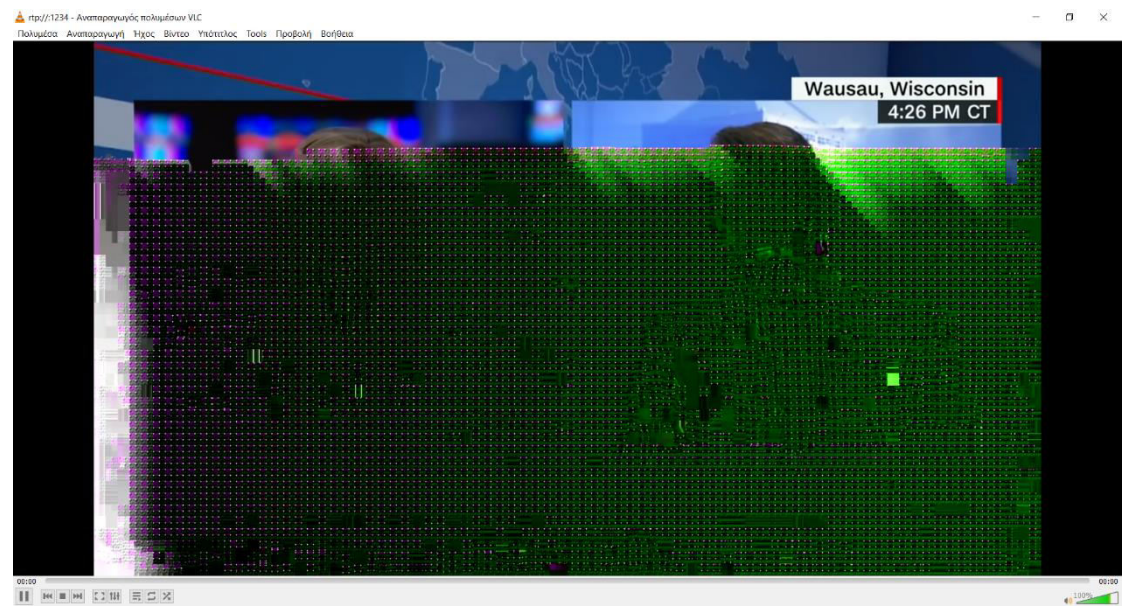 rtp://:1234 - Αναπαραγωγός πολυμέσων VLC
Πολυμέσα Αναπαραγωγή Ήχος Βίντεο Υπότιτλος Tools Προβολή Βοήθεια
Wausau, Wisconsin
4:26 PM CT
00:00 00:00
100%